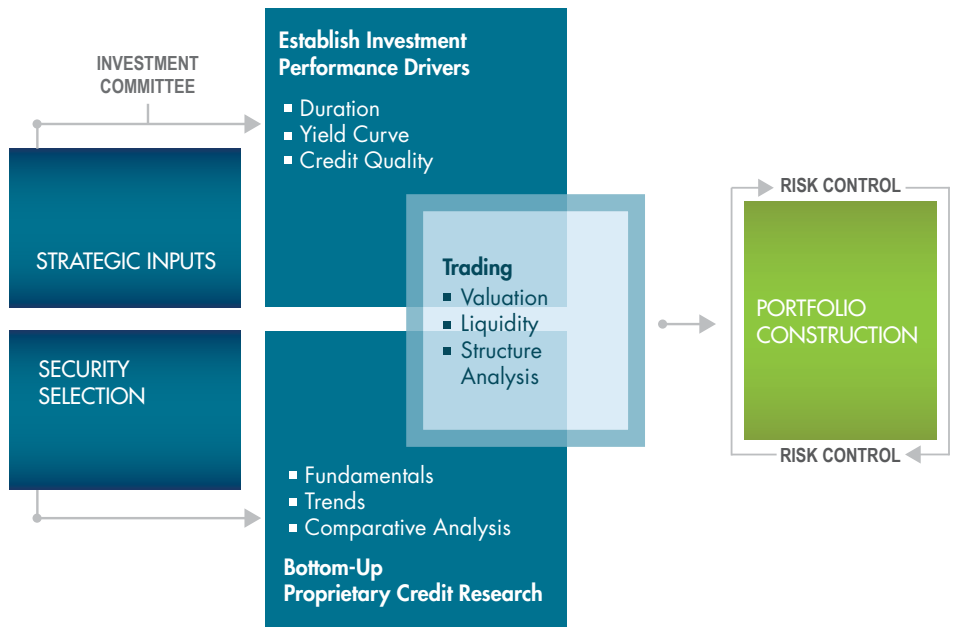 INVESTMENT
COMMITTEE
STRATEGIC INPUTS
SECURITY
SELECTION
Establish Investment
Performance Drivers
Duration
Yield Curve
Credit Quality
Trading
Valuation
Liquidity
Structure
Analysis
Fundamentals
Trends
Comparative Analysis
Bottom-Up
Proprietary Credit Research
RISK CONTROL
PORTFOLIO
CONSTRUCTION
RISK CONTROL